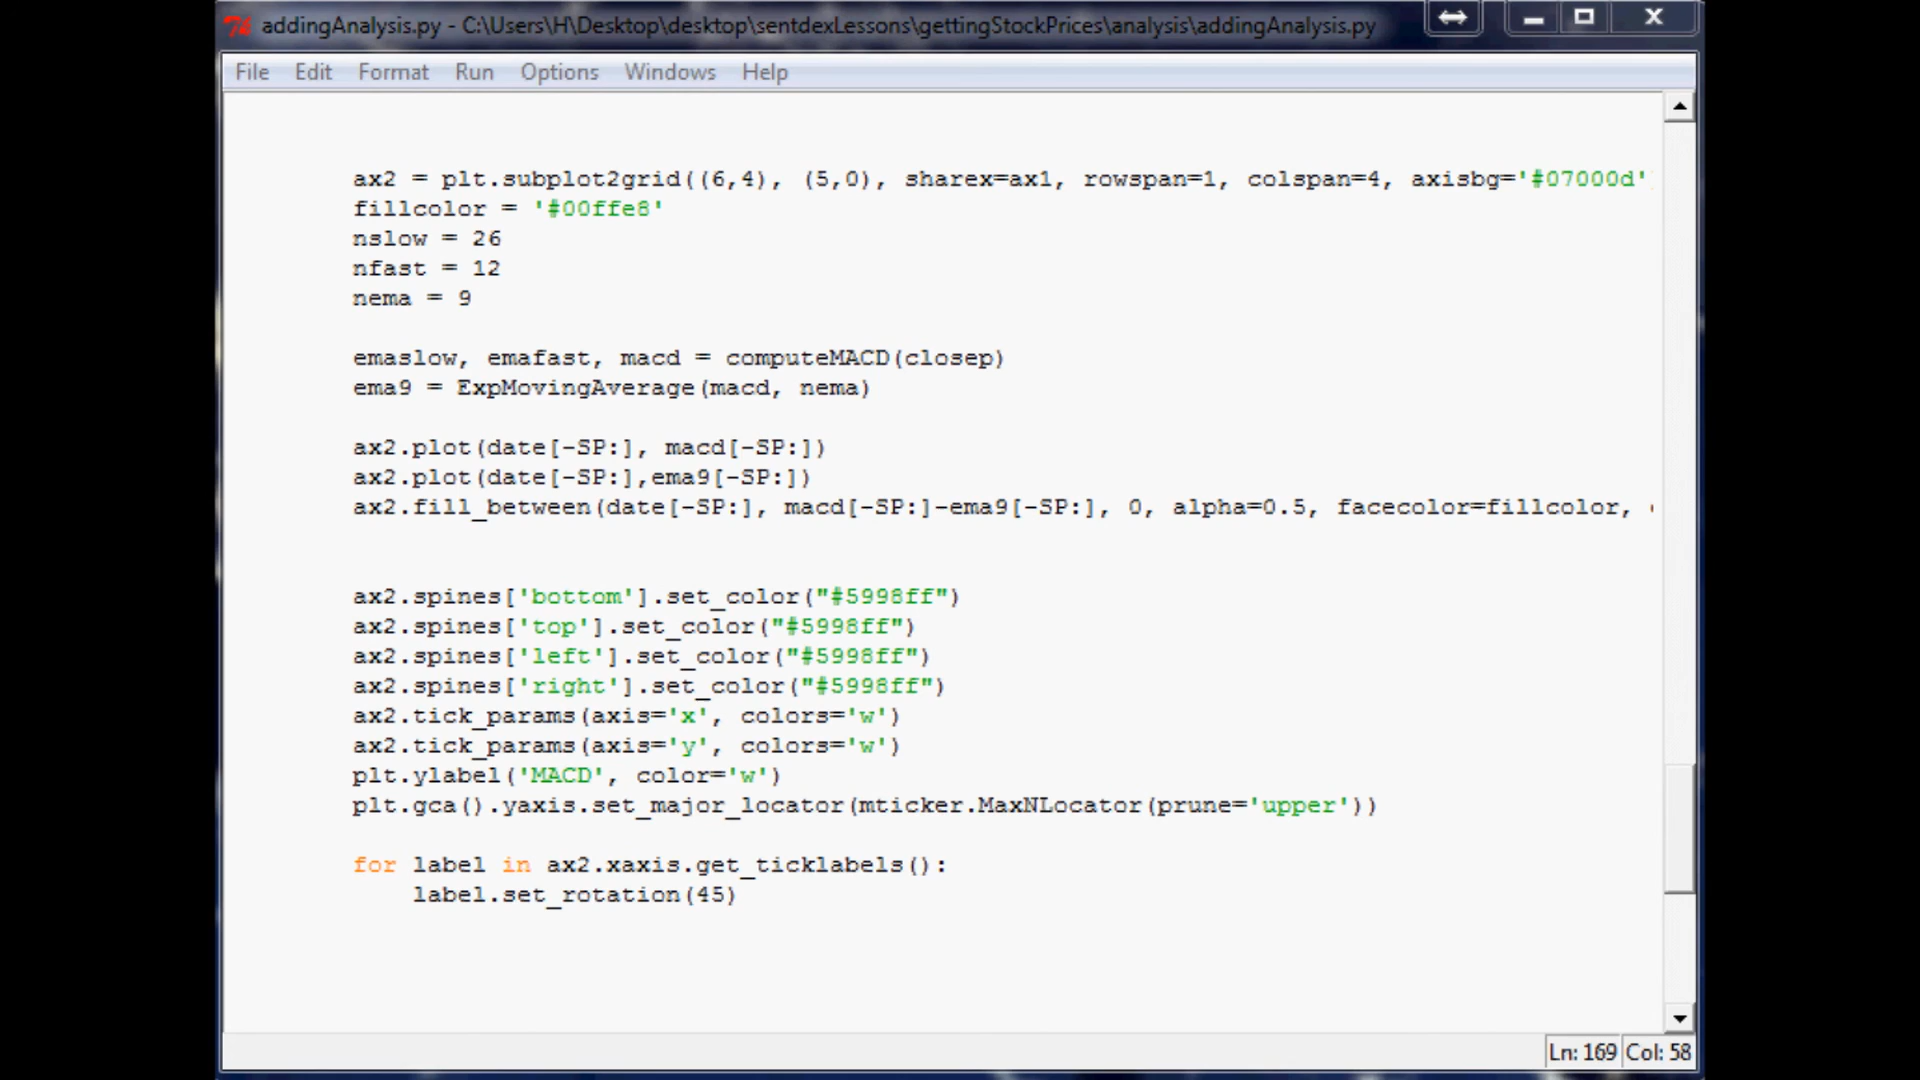 addingAnalysis.py - C:\Users\H\Desktop\desktop\sentdexLessons\gettingStockPrices\analysis\addingAnalysis.py
File Edit Format Run Options Windows Help
ax2 = plt.subplot2grid((6,4), (5,0), sharex=ax1, rowspan=1, colspan=4, axisbg='#07000d'
fillcolor = '#00ffe8'
nslow = 26
nfast = 12
nema = 9
emaslow, emafast, macd = computeMACD(closep)
ema9 = ExpMovingAverage(macd, nema)
ax2.plot(date[-SP:], macd[-SP:])
ax2.plot(date[-SP:],ema9[-SP:])
ax2.fill_between(date[-SP:], macd[-SP:]-ema9[-SP:], 0, alpha=0.5, facecolor=fillcolor,
ax2.spines['bottom'].set_color("#5998ff")
ax2.spines['top'].set_color("#5998ff")
ax2.spines['left'].set_color("#5998ff")
ax2.spines['right'].set_color("#5998ff")
ax2.tick_params(axis='x', colors='w')
ax2.tick_params(axis='y', colors='w')
plt.ylabel('MACD', color='w')
plt.gca().yaxis.set_major_locator(mticker.MaxNLocator(prune='upper'))
for label in ax2.xaxis.get_ticklabels():
    label.set_rotation(45)
Ln: 169 Col: 58